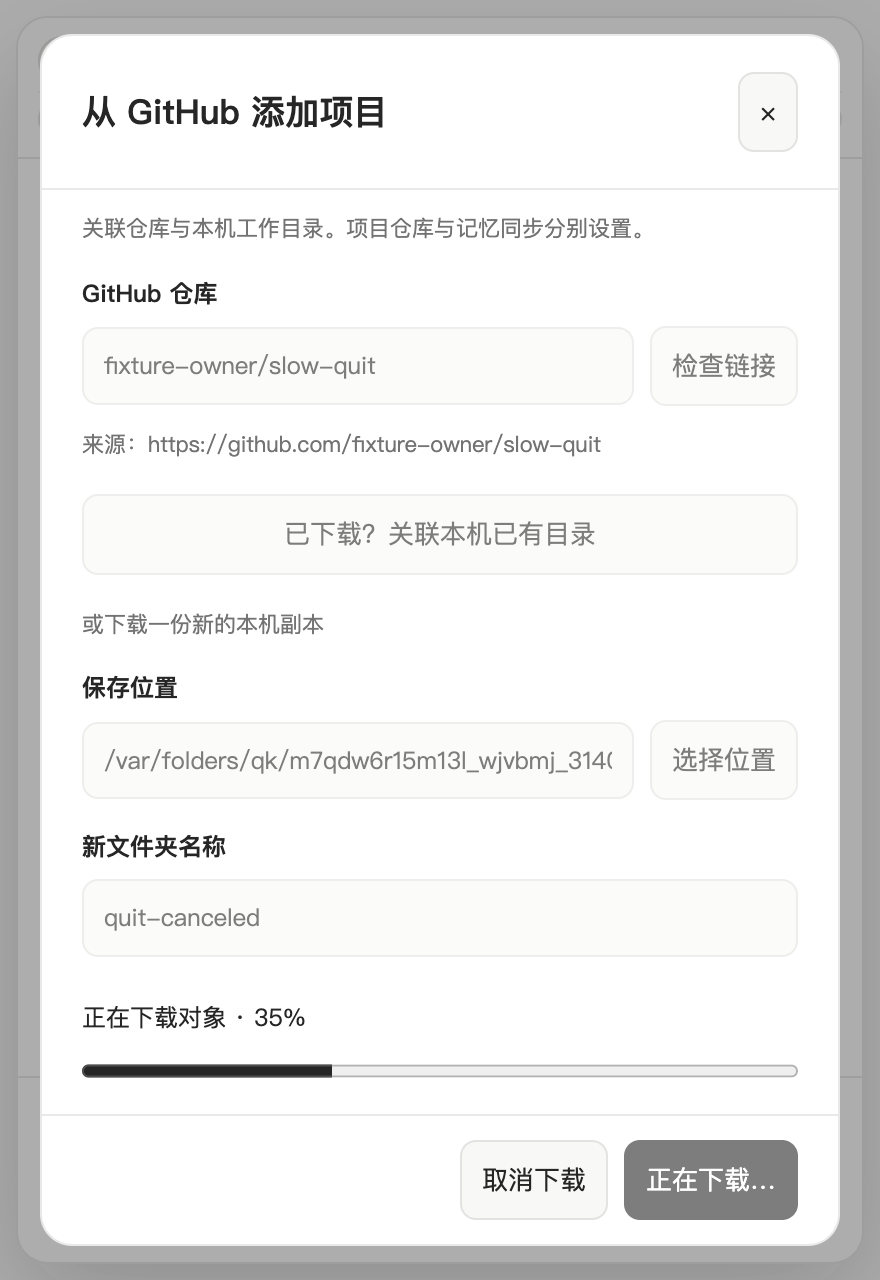 从 GitHub 添加项目
×
关联仓库与本机工作目录。项目仓库与记忆同步分别设置。
GitHub 仓库
fixture-owner/slow-quit
检查链接
来源：https://github.com/fixture-owner/slow-quit
已下载？关联本机已有目录
或下载一份新的本机副本
保存位置
/var/folders/qk/m7qdw6r15m13l_wjvbmj_3140
选择位置
新文件夹名称
quit-canceled
正在下载对象 · 35%
取消下载
正在下载…